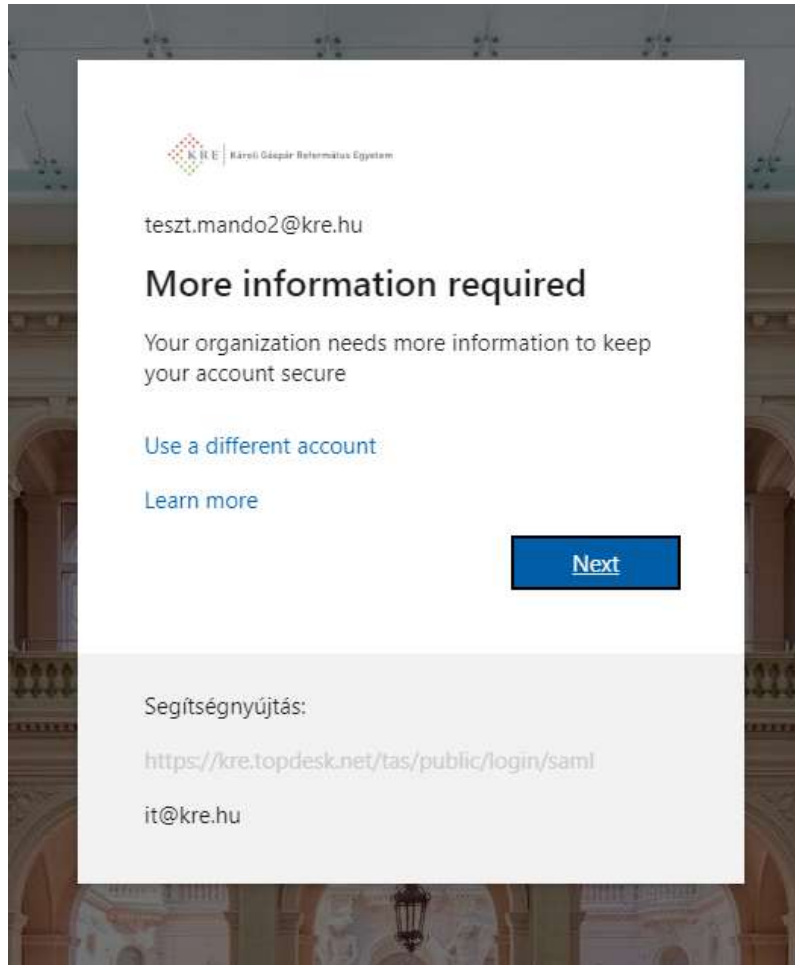 KRE
Károli Gáspár Református Egyetem
teszt.mando2@kre.hu
More information required
Your organization needs more information to keep
your account secure
Use a different account
Learn more
Next
Segítségnyújtás:
https://kre.topdesk.net/tas/public/login/saml
it@kre.hu